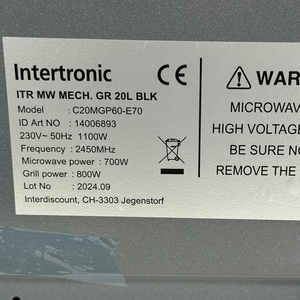 Intertronic CE
ITR MW MECH. GR 20L BLK
Model : C20MGP60-E70
ID Art No : 14006893
230V~ 50Hz 1100W
Frequency : 2450MHz
Microwave power : 700W
Grill power : 800W
Lot No : 2024.09
Interdiscount, CH-3303 Jegenstorf
WAR
MICROWAV
HIGH VOLTAGE
BE SURE NO
REMOVE THE